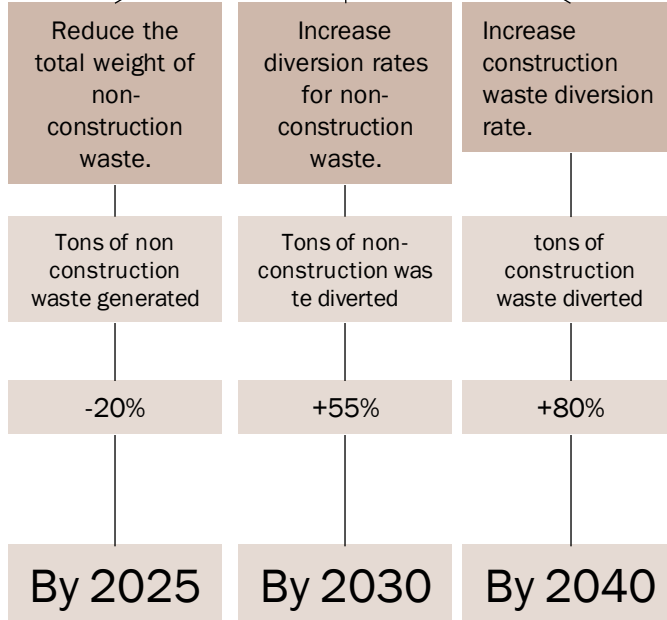 Reduce the
total weight of
non-
construction
waste.
Increase
diversion rates
for non-
construction
waste.
Increase
construction
waste diversion
rate.
Tons of non
construction
waste generated
Tons of non-
construction was
te diverted
tons of
construction
waste diverted
-20%
+55%
+80%
By 2025
By 2030
By 2040